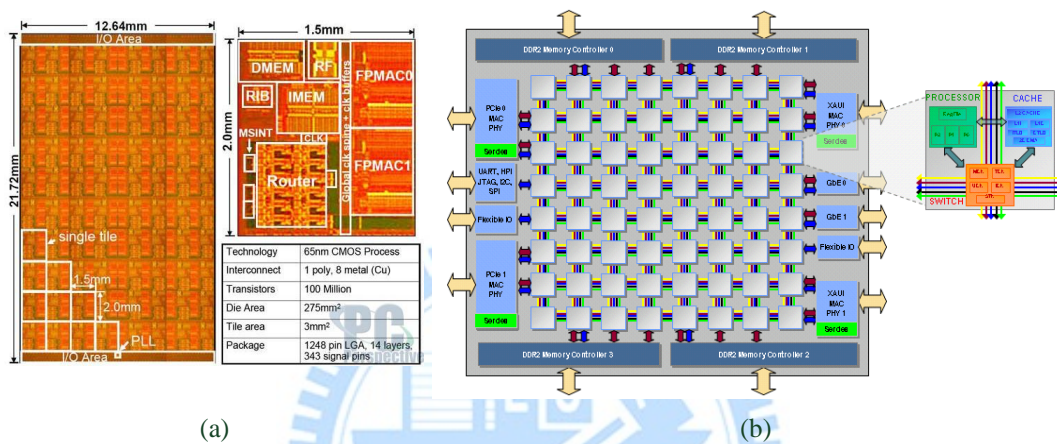 12.64mm
I/O Area
21.72mm
single tile
1.5mm
2.0mm
PLL
I/O Area
1.5mm
2.0mm
DMEM
RF
RIB
IMEM
MSINT
CLK
Router
Global clk spine + clk buffers
FPMAC0
FPMAC1
Technology 65nm CMOS Process
Interconnect 1 poly, 8 metal (Cu)
Transistors 100 Million
Die Area 275mm²
Tile area 3mm²
Package 1248 pin LGA, 14 layers,
343 signal pins
PC
Perspective
(a)
DDR2 Memory Controller 0
DDR2 Memory Controller 1
PCIe 0
MAC
PHY
Serdes
UART, HPI
JTAG, I2C,
SPI
Flexible IO
PCIe 1
MAC
PHY
Serdes
XAUI
MAC
PHY 0
Serdes
GbE 0
GbE 1
Flexible IO
XAUI
MAC
PHY 1
Serdes
DDR2 Memory Controller 3
DDR2 Memory Controller 2
PROCESSOR
CACHE
SWITCH
(b)